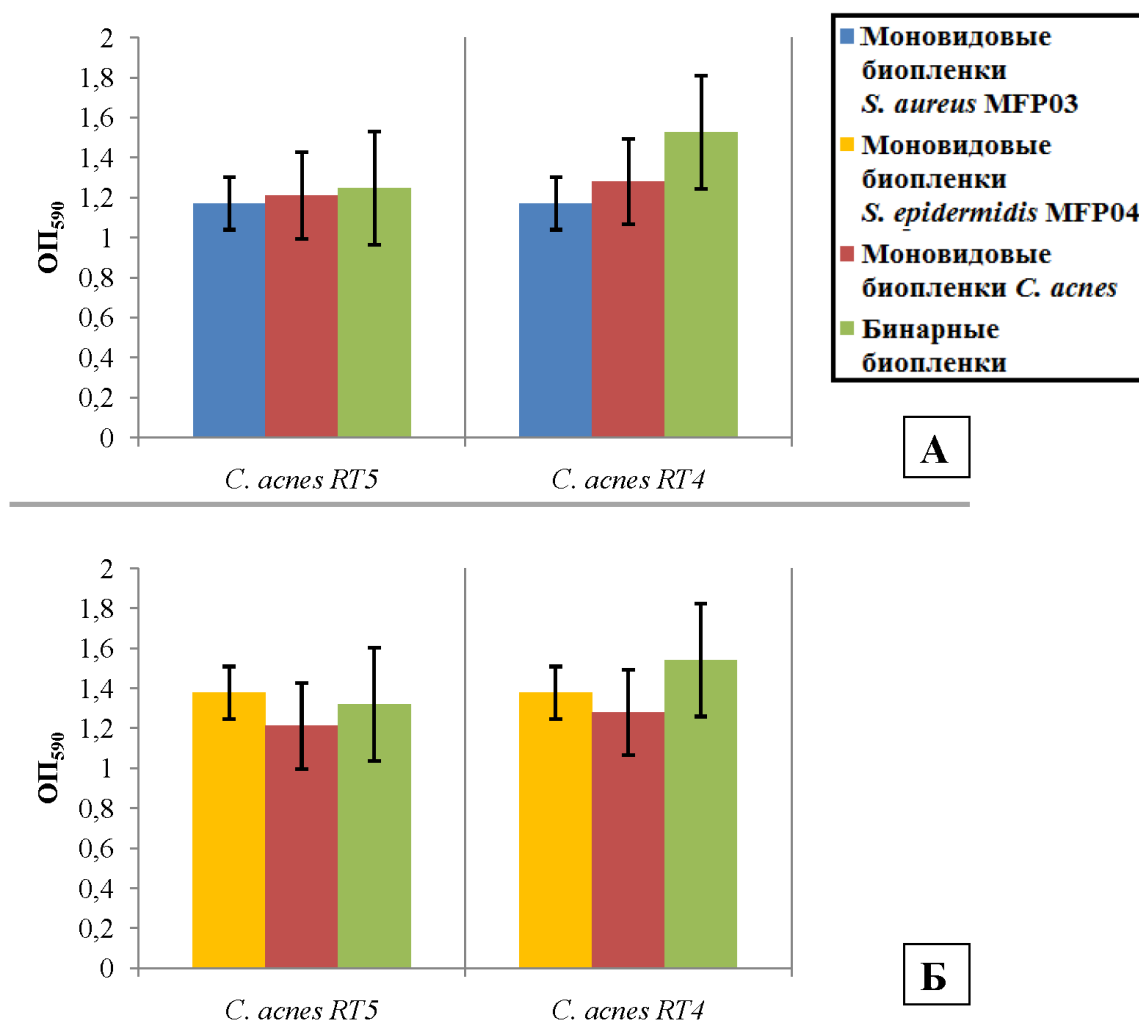 2
1,8
1,6
1,4
1,2
1
0,8
0,6
0,4
0,2
0
ОП590
C. acnes RT5
C. acnes RT4
Моновидовые
биопленки
S. aureus MFP03
Моновидовые
биопленки
S. epidermidis MFP04
Моновидовые
биопленки C. acnes
Бинарные
биопленки
А
2
1,8
1,6
1,4
1,2
1
0,8
0,6
0,4
0,2
0
ОП590
C. acnes RT5
C. acnes RT4
Б